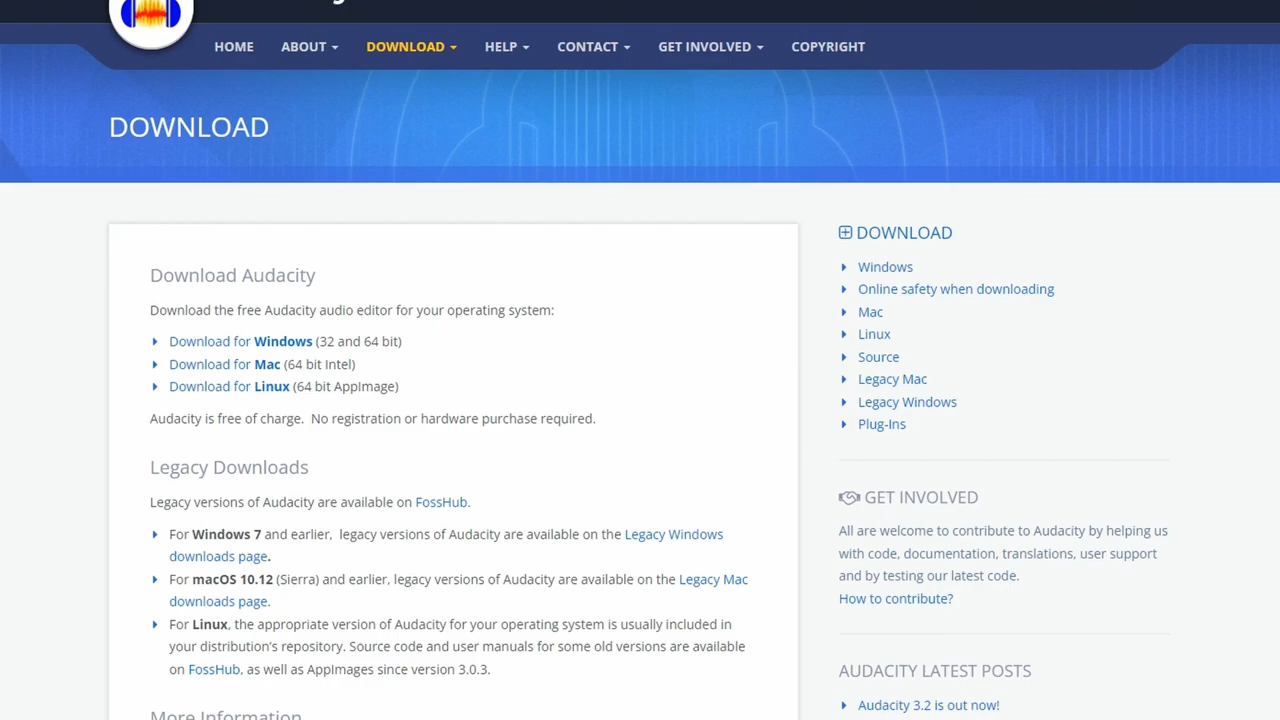 HOME ABOUT DOWNLOAD HELP CONTACT GET INVOLVED COPYRIGHT
DOWNLOAD
Download Audacity
Download the free Audacity audio editor for your operating system:
Download for Windows (32 and 64 bit)
Download for Mac (64 bit Intel)
Download for Linux (64 bit AppImage)
Audacity is free of charge.  No registration or hardware purchase required.
Legacy Downloads
Legacy versions of Audacity are available on FossHub.
For Windows 7 and earlier,  legacy versions of Audacity are available on the Legacy Windows
downloads page.
For macOS 10.12 (Sierra) and earlier, legacy versions of Audacity are available on the Legacy Mac
downloads page.
For Linux, the appropriate version of Audacity for your operating system is usually included in
your distribution's repository. Source code and user manuals for some old versions are available
on FossHub, as well as AppImages since version 3.0.3.
More Information
DOWNLOAD
Windows
Online safety when downloading
Mac
Linux
Source
Legacy Mac
Legacy Windows
Plug-Ins
GET INVOLVED
All are welcome to contribute to Audacity by helping us
with code, documentation, translations, user support
and by testing our latest code.
How to contribute?
AUDACITY LATEST POSTS
Audacity 3.2 is out now!